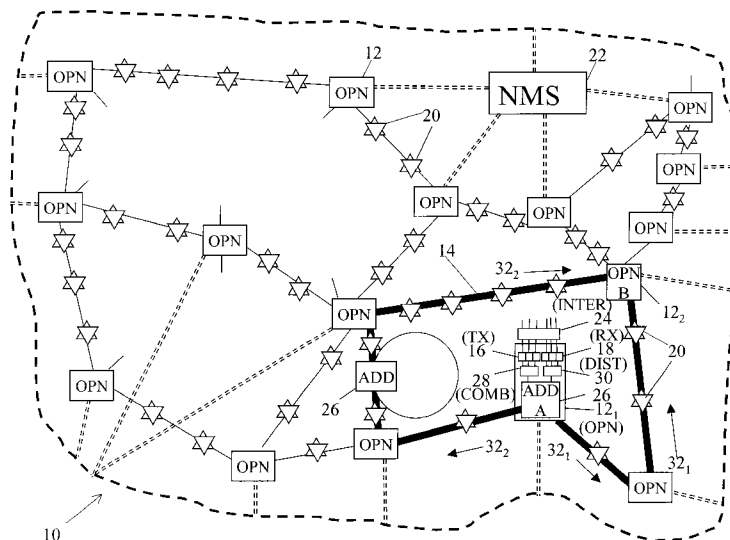 12
22
OPN
OPN
NMS
OPN
20
OPN
OPN
OPN
OPN
OPN
OPN
14
32₂
OPN
B
(INTER)
24
12₂
OPN
(TX)
(RX)
16
18
20
(DIST)
ADD
28
30
(COMB)
ADD
A
26
26
12₁
OPN
(OPN)
OPN
32₂
32₁
32₁
OPN
OPN
10